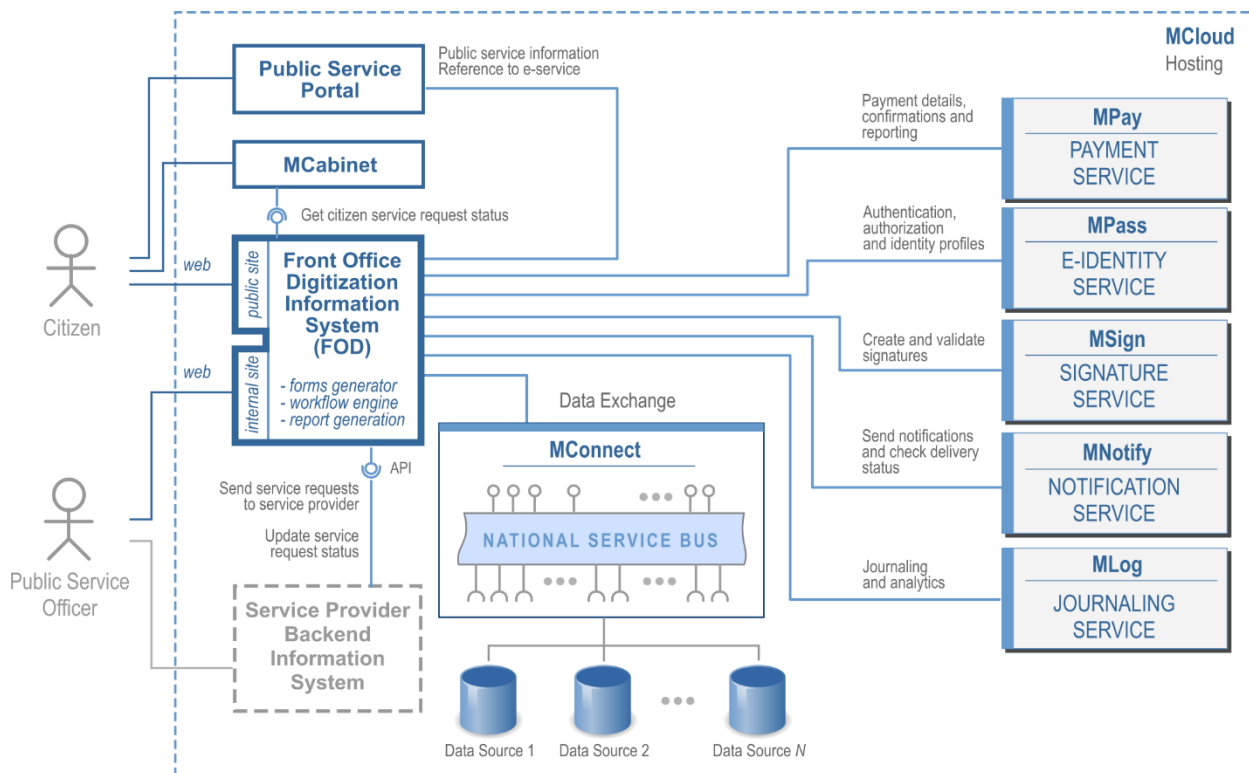 MCloud
Hosting
Public Service
Portal
Public service information
Reference to e-service
MCabinet
Get citizen service request status
Citizen
web
public site
Front Office
Digitization
Information
System
(FOD)
- forms generator
- workflow engine
- report generation
web
internal site
Public Service
Officer
API
Send service requests
to service provider
Update service
request status
Service Provider
Backend
Information
System
Data Exchange
MConnect
NATIONAL SERVICE BUS
Data Source 1
Data Source 2
Data Source N
Payment details,
confirmations and
reporting
MPay
PAYMENT
SERVICE
Authentication,
authorization
and identity profiles
MPass
E-IDENTITY
SERVICE
Create and validate
signatures
MSign
SIGNATURE
SERVICE
Send notifications
and check delivery
status
MNotify
NOTIFICATION
SERVICE
Journaling
and analytics
MLog
JOURNALING
SERVICE